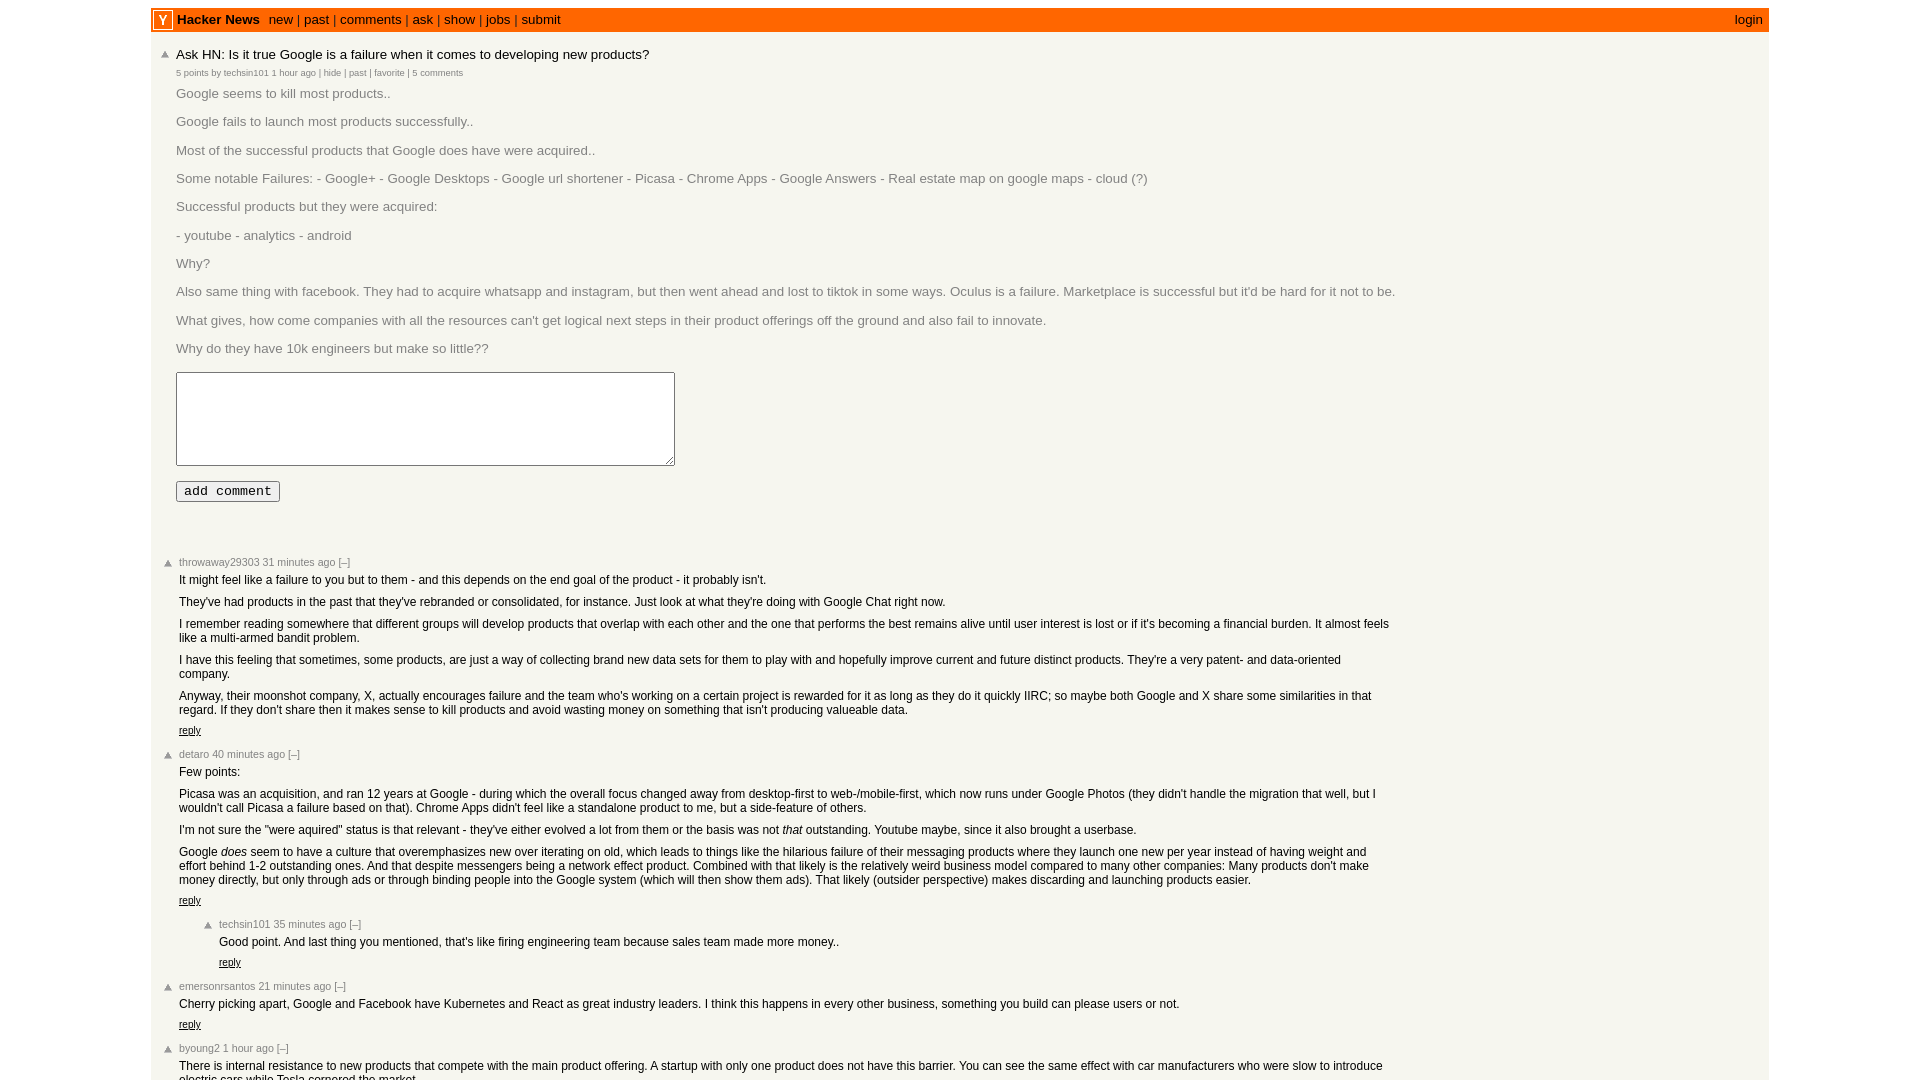 Y Hacker News new | past | comments | ask | show | jobs | submit login
Ask HN: Is it true Google is a failure when it comes to developing new products?
5 points by techsin101 1 hour ago | hide | past | favorite | 5 comments
Google seems to kill most products..
Google fails to launch most products successfully..
Most of the successful products that Google does have were acquired..
Some notable Failures: - Google+ - Google Desktops - Google url shortener - Picasa - Chrome Apps - Google Answers - Real estate map on google maps - cloud (?)
Successful products but they were acquired:
- youtube - analytics - android
Why?
Also same thing with facebook. They had to acquire whatsapp and instagram, but then went ahead and lost to tiktok in some ways. Oculus is a failure. Marketplace is successful but it'd be hard for it not to be.
What gives, how come companies with all the resources can't get logical next steps in their product offerings off the ground and also fail to innovate.
Why do they have 10k engineers but make so little??
add comment
throwaway29303 31 minutes ago [–]
It might feel like a failure to you but to them - and this depends on the end goal of the product - it probably isn't.
They've had products in the past that they've rebranded or consolidated, for instance. Just look at what they're doing with Google Chat right now.
I remember reading somewhere that different groups will develop products that overlap with each other and the one that performs the best remains alive until user interest is lost or if it's becoming a financial burden. It almost feels
like a multi-armed bandit problem.
I have this feeling that sometimes, some products, are just a way of collecting brand new data sets for them to play with and hopefully improve current and future distinct products. They're a very patent- and data-oriented
company.
Anyway, their moonshot company, X, actually encourages failure and the team who's working on a certain project is rewarded for it as long as they do it quickly IIRC; so maybe both Google and X share some similarities in that
regard. If they don't share then it makes sense to kill products and avoid wasting money on something that isn't producing valueable data.
reply
detaro 40 minutes ago [–]
Few points:
Picasa was an acquisition, and ran 12 years at Google - during which the overall focus changed away from desktop-first to web-/mobile-first, which now runs under Google Photos (they didn't handle the migration that well, but I
wouldn't call Picasa a failure based on that). Chrome Apps didn't feel like a standalone product to me, but a side-feature of others.
I'm not sure the "were aquired" status is that relevant - they've either evolved a lot from them or the basis was not that outstanding. Youtube maybe, since it also brought a userbase.
Google does seem to have a culture that overemphasizes new over iterating on old, which leads to things like the hilarious failure of their messaging products where they launch one new per year instead of having weight and
effort behind 1-2 outstanding ones. And that despite messengers being a network effect product. Combined with that likely is the relatively weird business model compared to many other companies: Many products don't make
money directly, but only through ads or through binding people into the Google system (which will then show them ads). That likely (outsider perspective) makes discarding and launching products easier.
reply
techsin101 35 minutes ago [–]
Good point. And last thing you mentioned, that's like firing engineering team because sales team made more money..
reply
emersonrsantos 21 minutes ago [–]
Cherry picking apart, Google and Facebook have Kubernetes and React as great industry leaders. I think this happens in every other business, something you build can please users or not.
reply
byoung2 1 hour ago [–]
There is internal resistance to new products that compete with the main product offering. A startup with only one product does not have this barrier. You can see the same effect with car manufacturers who were slow to introduce
electric cars while Tesla cornered the market